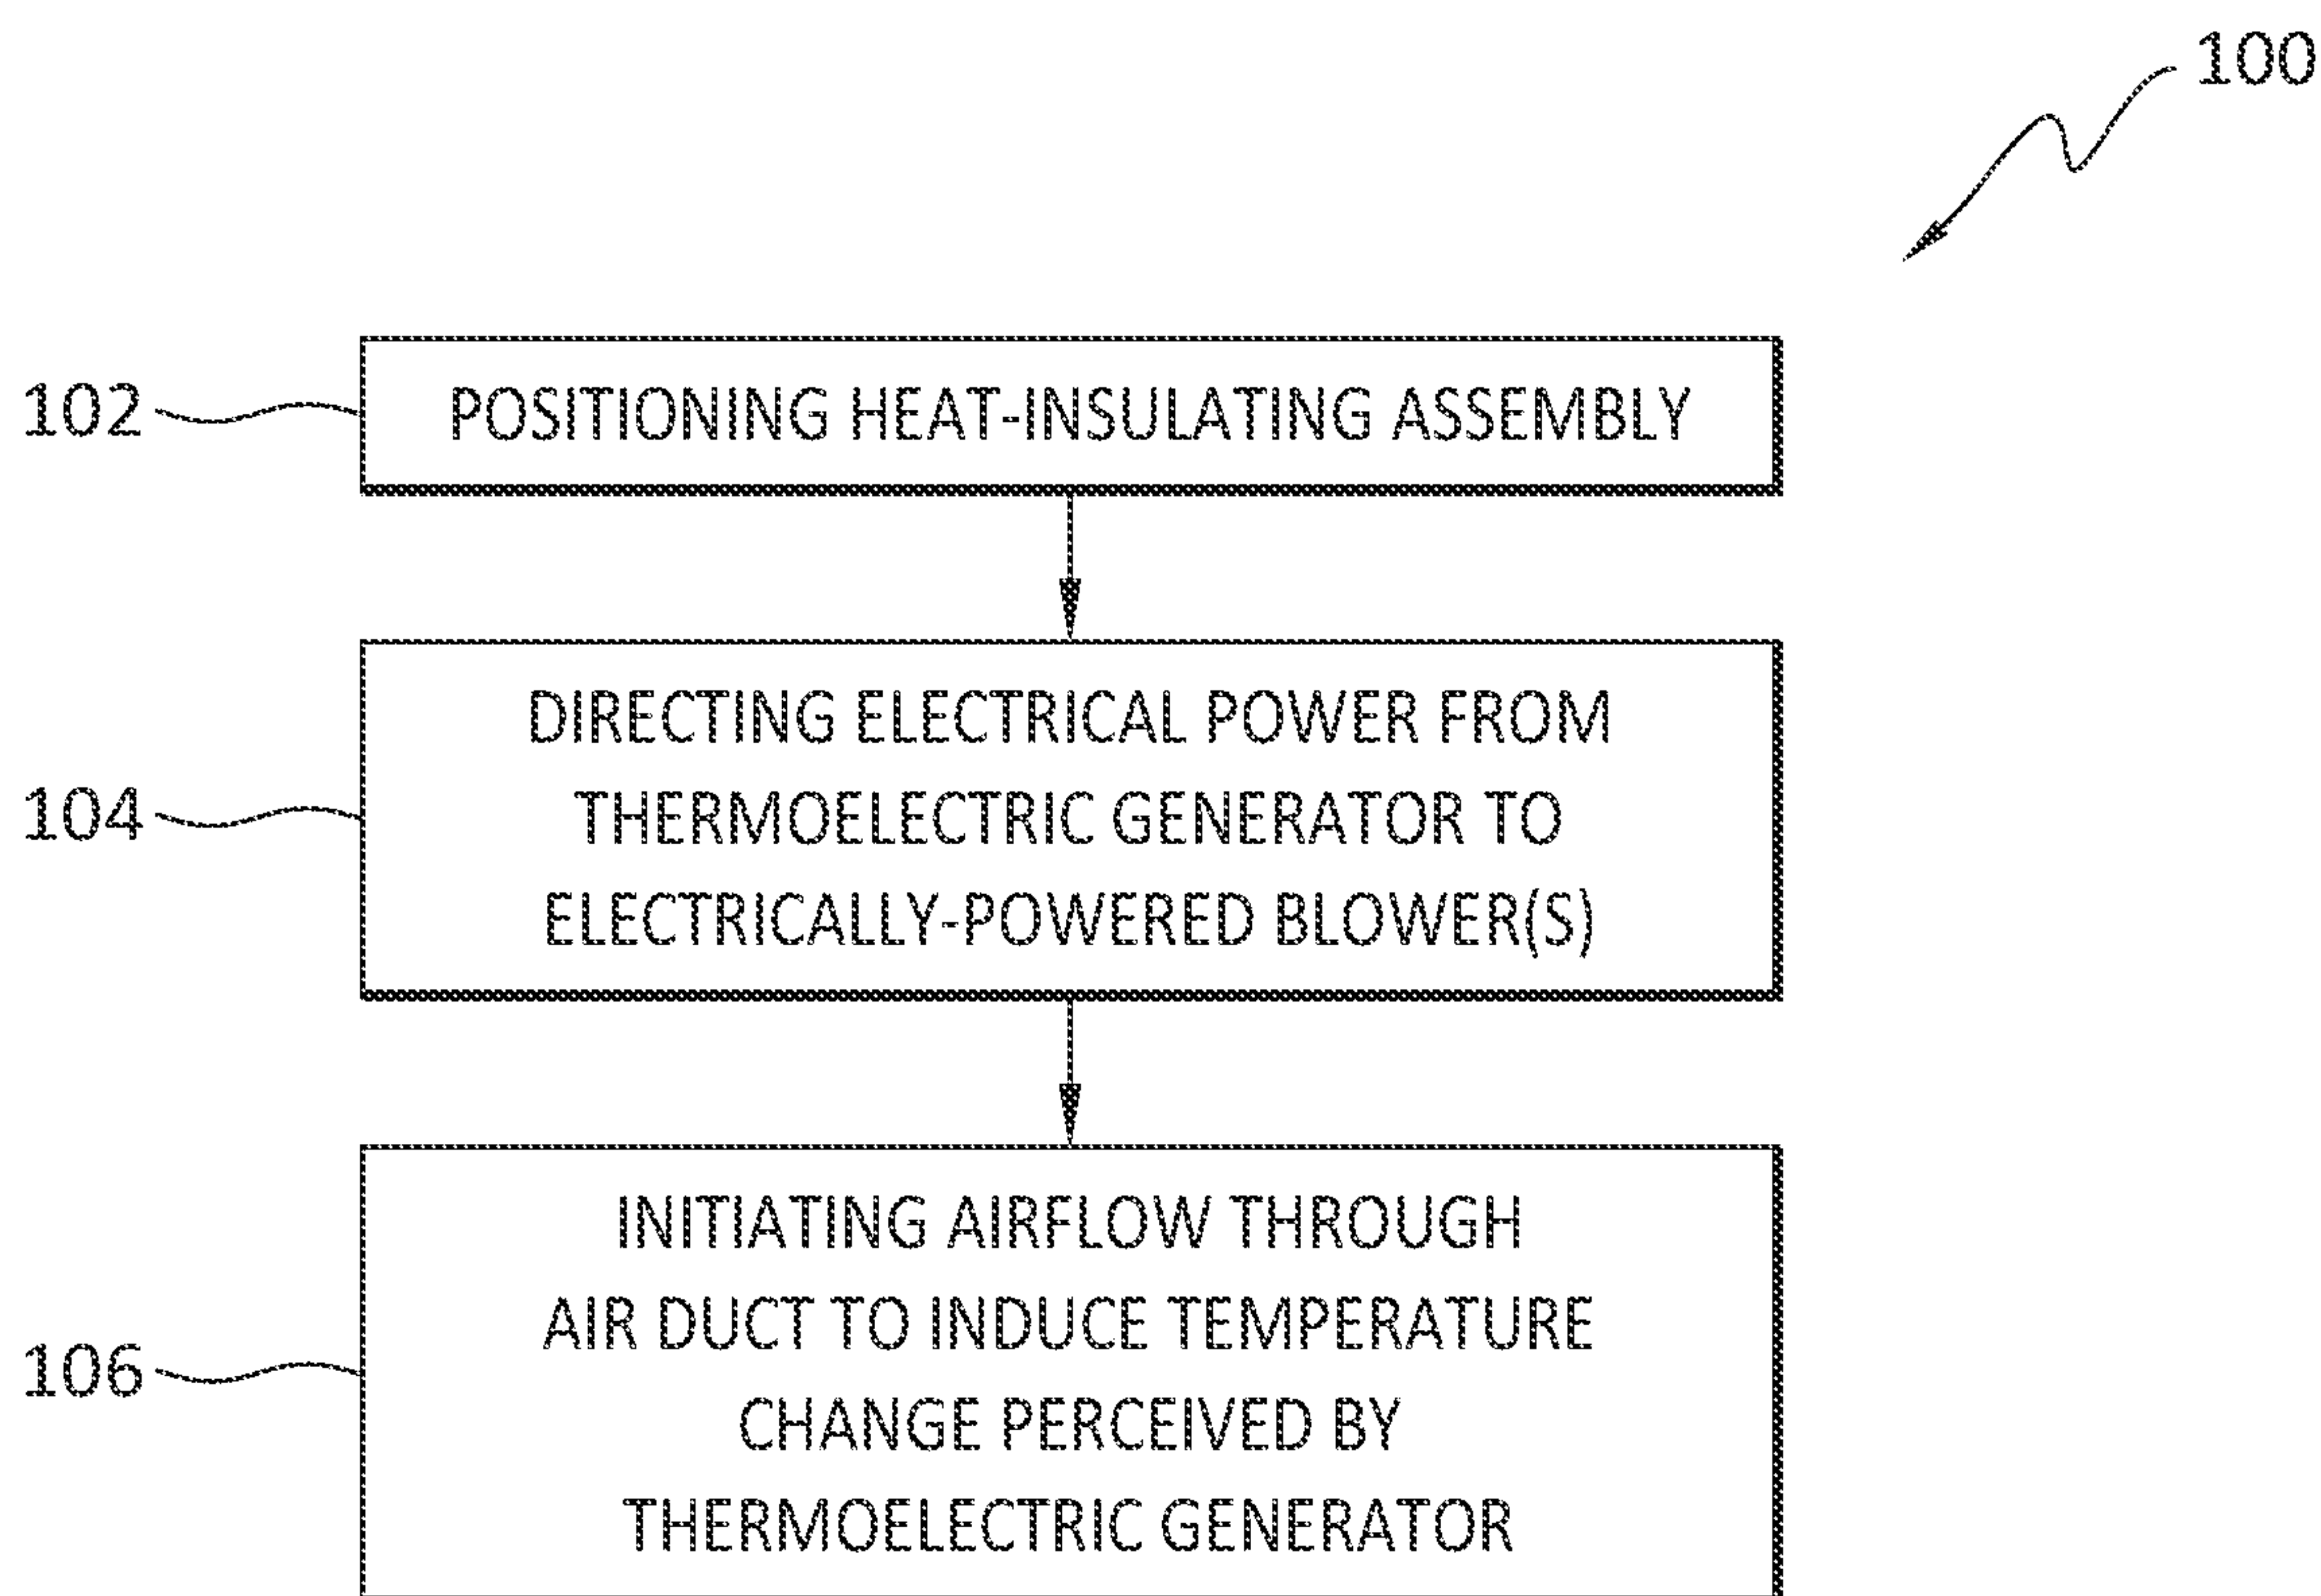 100
102
POSITIONING HEAT-INSULATING ASSEMBLY
104
DIRECTING ELECTRICAL POWER FROM
THERMOELECTRIC GENERATOR TO
ELECTRICALLY-POWERED BLOWER(S)
106
INITIATING AIRFLOW THROUGH
AIR DUCT TO INDUCE TEMPERATURE
CHANGE PERCEIVED BY
THERMOELECTRIC GENERATOR